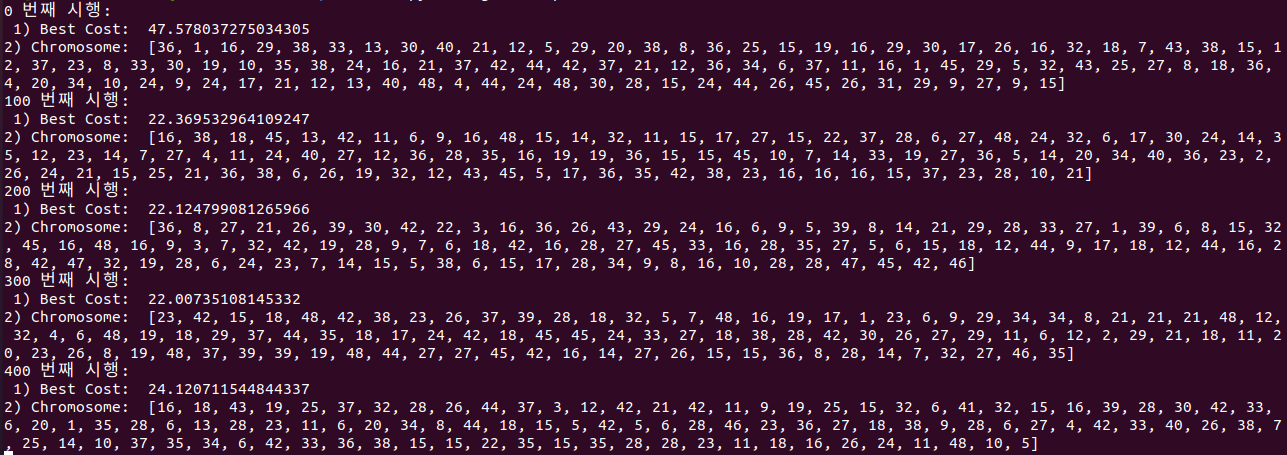 0 번째 시행:
1) Best Cost:  47.578037275034305
2) Chromosome:  [36, 1, 16, 29, 38, 33, 13, 30, 40, 21, 12, 5, 29, 20, 38, 8, 36, 25, 15, 19, 16, 29, 30, 17, 26, 16, 32, 18, 7, 43, 38, 15, 1
2, 37, 23, 8, 33, 30, 19, 10, 35, 38, 24, 16, 21, 37, 42, 44, 42, 37, 21, 12, 36, 34, 6, 37, 11, 16, 1, 45, 29, 5, 32, 43, 25, 27, 8, 18, 36,
4, 20, 34, 10, 24, 9, 24, 17, 21, 12, 13, 40, 48, 4, 44, 24, 48, 30, 28, 15, 24, 44, 26, 45, 26, 31, 29, 9, 27, 9, 15]
100 번째 시행:
1) Best Cost:  22.369532964109247
2) Chromosome:  [16, 38, 18, 45, 13, 42, 11, 6, 9, 16, 48, 15, 14, 32, 11, 15, 17, 27, 15, 22, 37, 28, 6, 27, 48, 24, 32, 6, 17, 30, 24, 14, 3
5, 12, 23, 14, 7, 27, 4, 11, 24, 40, 27, 12, 36, 28, 35, 16, 19, 19, 36, 15, 15, 45, 10, 7, 14, 33, 19, 27, 36, 5, 14, 20, 34, 40, 36, 23, 2,
26, 24, 21, 15, 25, 21, 36, 38, 6, 26, 19, 32, 12, 43, 45, 5, 17, 36, 35, 42, 38, 23, 16, 16, 16, 15, 37, 23, 28, 10, 21]
200 번째 시행:
1) Best Cost:  22.124799081265966
2) Chromosome:  [36, 8, 27, 21, 26, 39, 30, 42, 22, 3, 16, 36, 26, 43, 29, 24, 16, 6, 9, 5, 39, 8, 14, 21, 29, 28, 33, 27, 1, 39, 6, 8, 15, 32
, 45, 16, 48, 16, 9, 3, 7, 32, 42, 19, 28, 9, 7, 6, 18, 42, 16, 28, 27, 45, 33, 16, 28, 35, 27, 5, 6, 15, 18, 12, 44, 9, 17, 18, 12, 44, 16, 2
8, 42, 47, 32, 19, 28, 6, 24, 23, 7, 14, 15, 5, 38, 6, 15, 17, 28, 34, 9, 8, 16, 10, 28, 28, 47, 45, 42, 46]
300 번째 시행:
1) Best Cost:  22.00735108145332
2) Chromosome:  [23, 42, 15, 18, 48, 42, 38, 23, 26, 37, 39, 28, 18, 32, 5, 7, 48, 16, 19, 17, 1, 23, 6, 9, 29, 34, 34, 8, 21, 21, 21, 48, 12,
32, 4, 6, 48, 19, 18, 29, 37, 44, 35, 18, 17, 24, 42, 18, 45, 45, 24, 33, 27, 18, 38, 28, 42, 30, 26, 27, 29, 11, 6, 12, 2, 29, 21, 18, 11, 2
0, 23, 26, 8, 19, 48, 37, 39, 39, 19, 48, 44, 27, 27, 45, 42, 16, 14, 27, 26, 15, 15, 36, 8, 28, 14, 7, 32, 27, 46, 35]
400 번째 시행:
1) Best Cost:  24.120711544844337
2) Chromosome:  [16, 18, 43, 19, 25, 37, 32, 28, 26, 44, 37, 3, 12, 42, 21, 42, 11, 9, 19, 25, 15, 32, 6, 41, 32, 15, 16, 39, 28, 30, 42, 33,
6, 20, 1, 35, 28, 6, 13, 28, 23, 11, 6, 20, 34, 8, 44, 18, 15, 5, 42, 5, 6, 28, 46, 23, 36, 27, 18, 38, 9, 28, 6, 27, 4, 42, 33, 40, 26, 38, 7
, 25, 14, 10, 37, 35, 34, 6, 42, 33, 36, 38, 15, 15, 22, 35, 15, 35, 28, 28, 23, 11, 18, 16, 26, 24, 11, 48, 10, 5]